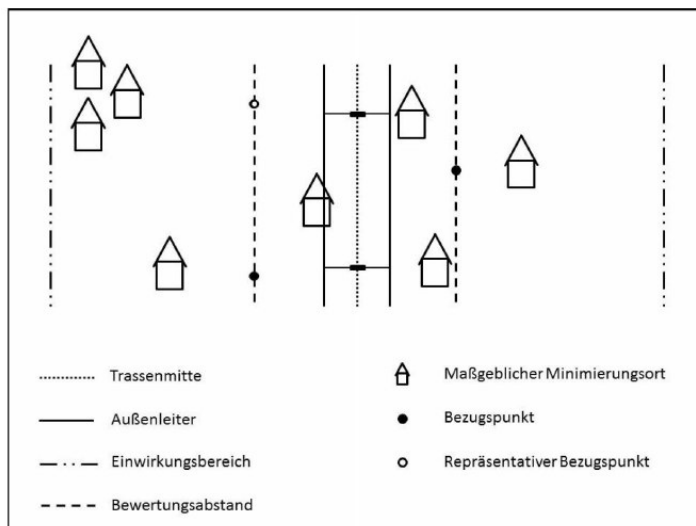 Trassenmitte
Außenleiter
Einwirkungsbereich
Bewertungsabstand
Maßgeblicher Minimierungsort
Bezugspunkt
Repräsentativer Bezugspunkt